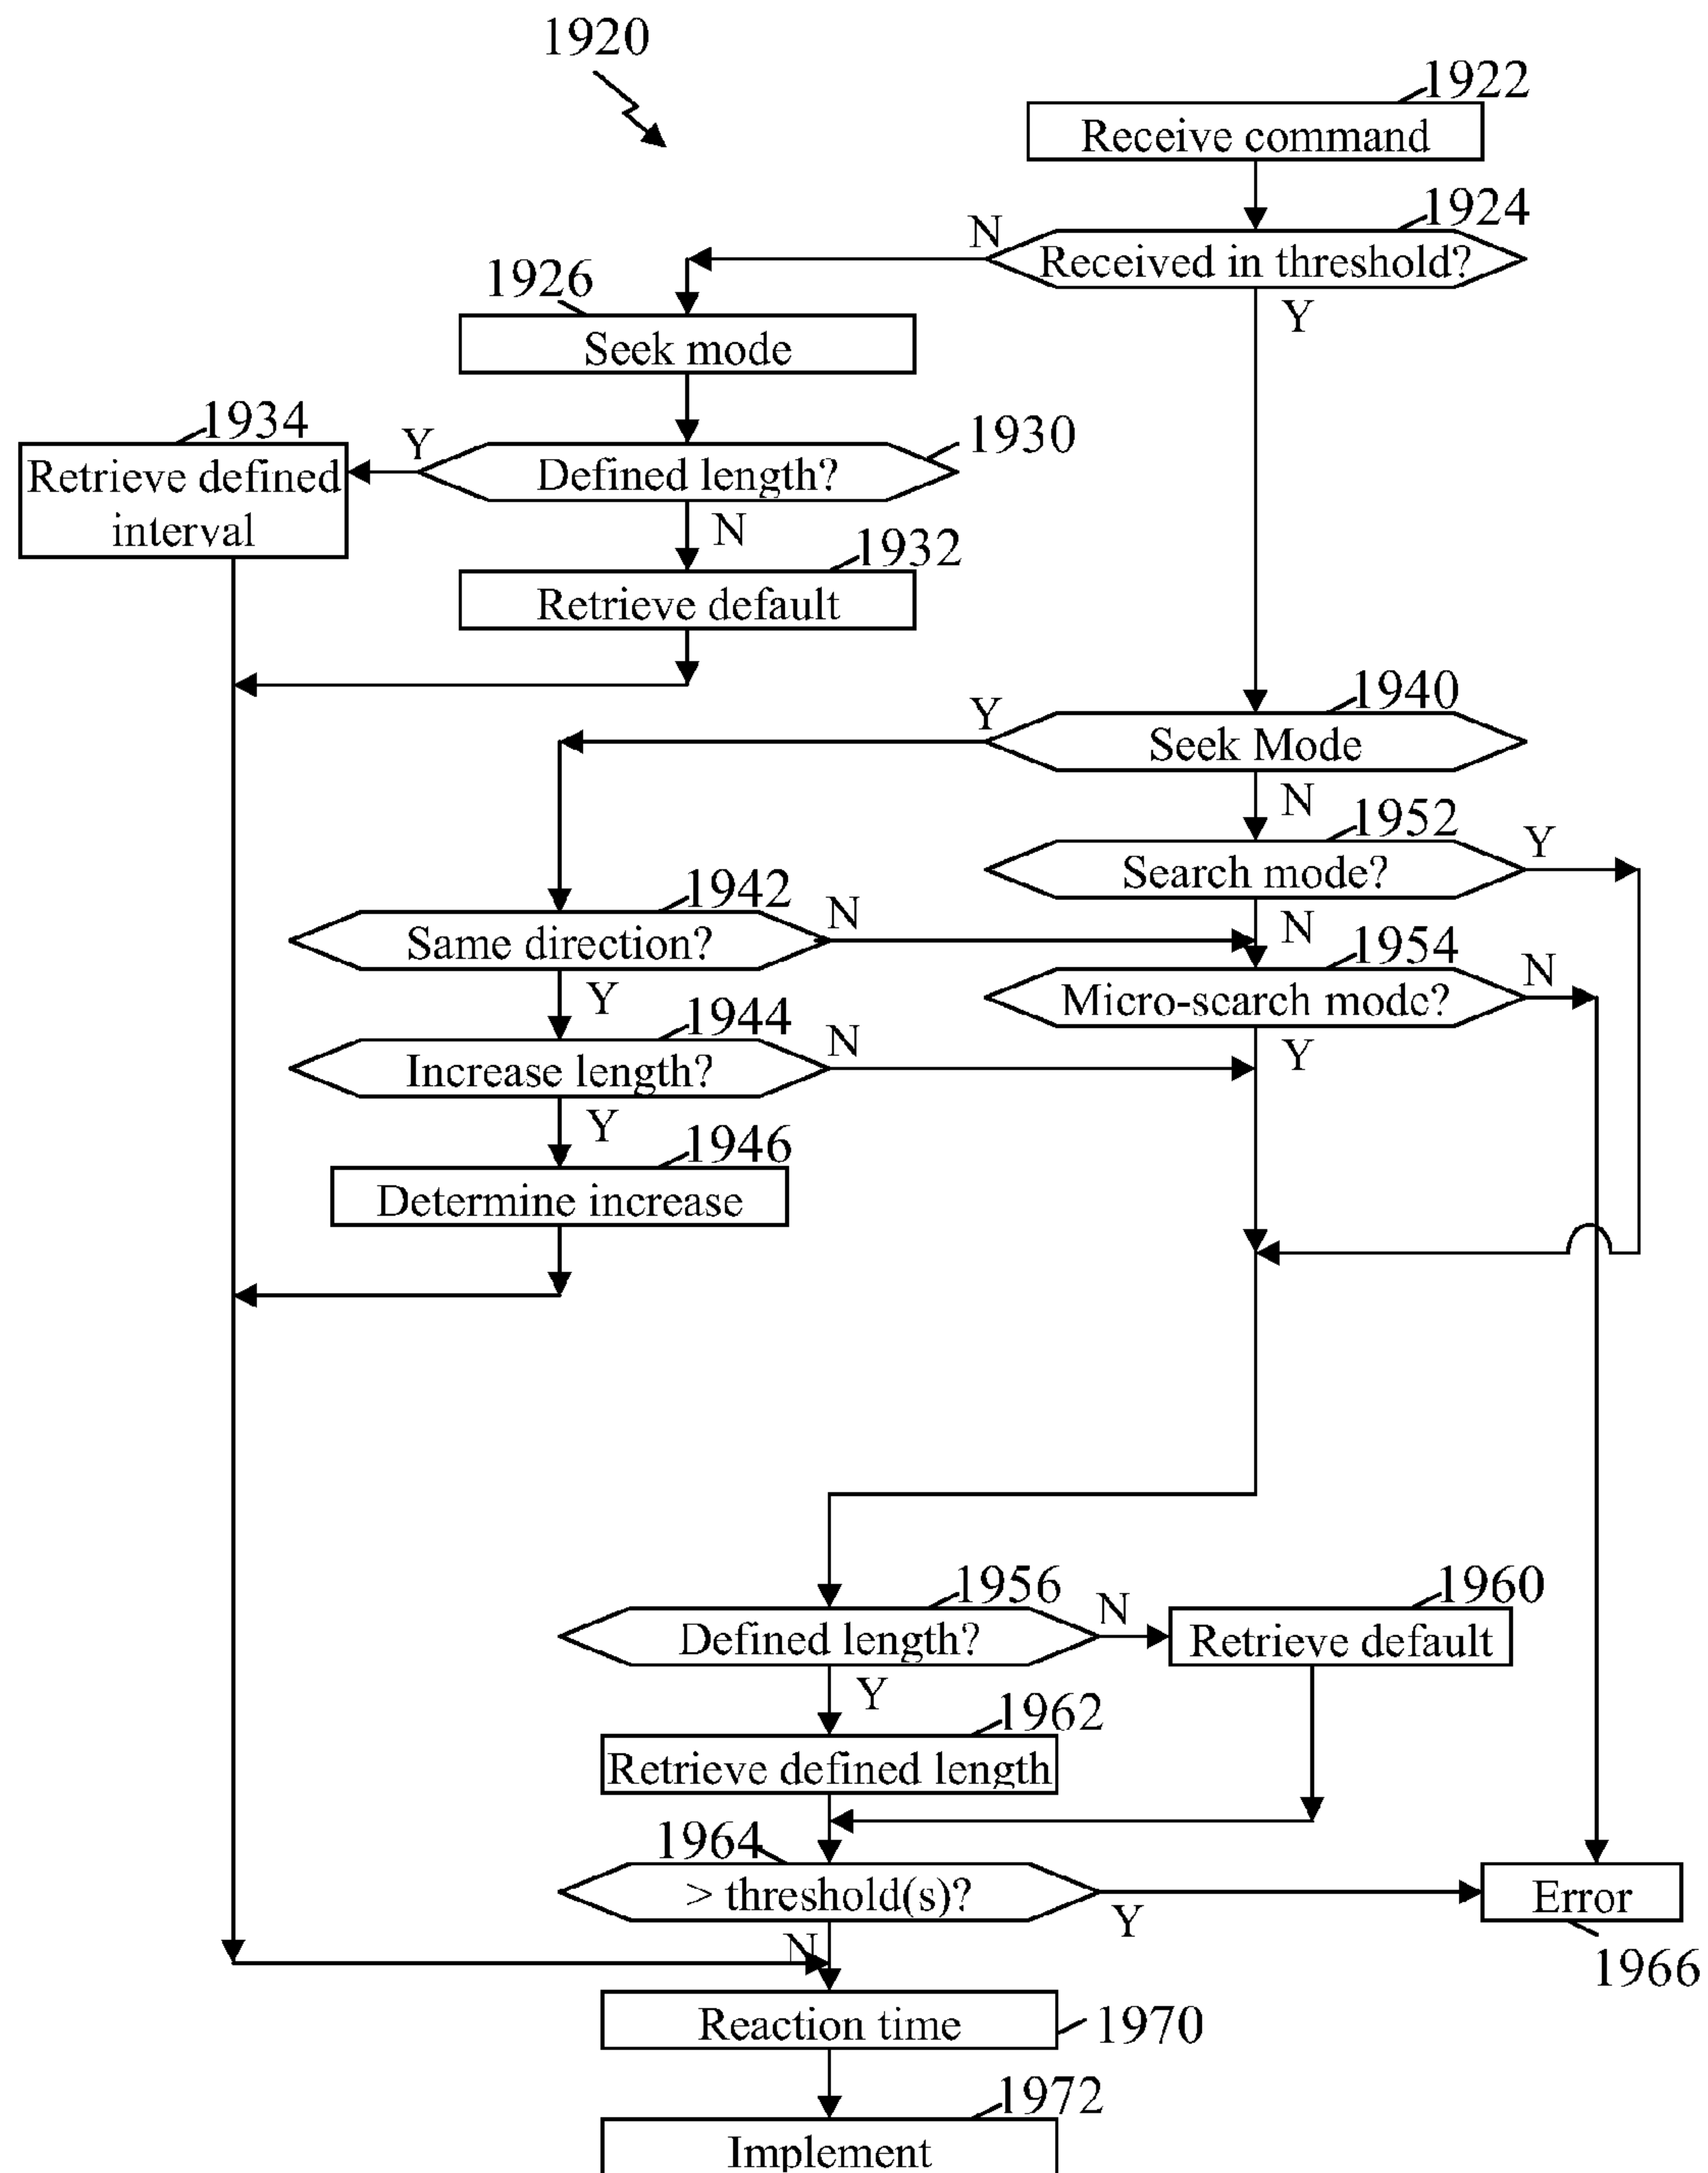 1920
1922
Receive command
1924
N
Received in threshold?
Y
1926
Seek mode
1934
Retrieve defined
interval
Y
1930
Defined length?
N
1932
Retrieve default
1940
Y
Seek Mode
N
1952
Y
Search mode?
N
1942
N
Same direction?
Y
1954
N
Micro-search mode?
Y
1944
N
Increase length?
Y
1946
Determine increase
1956
N
Defined length?
Y
1960
Retrieve default
1962
Retrieve defined length
1964
> threshold(s)?
Y
N
Error
1966
Reaction time
1970
1972
Implement